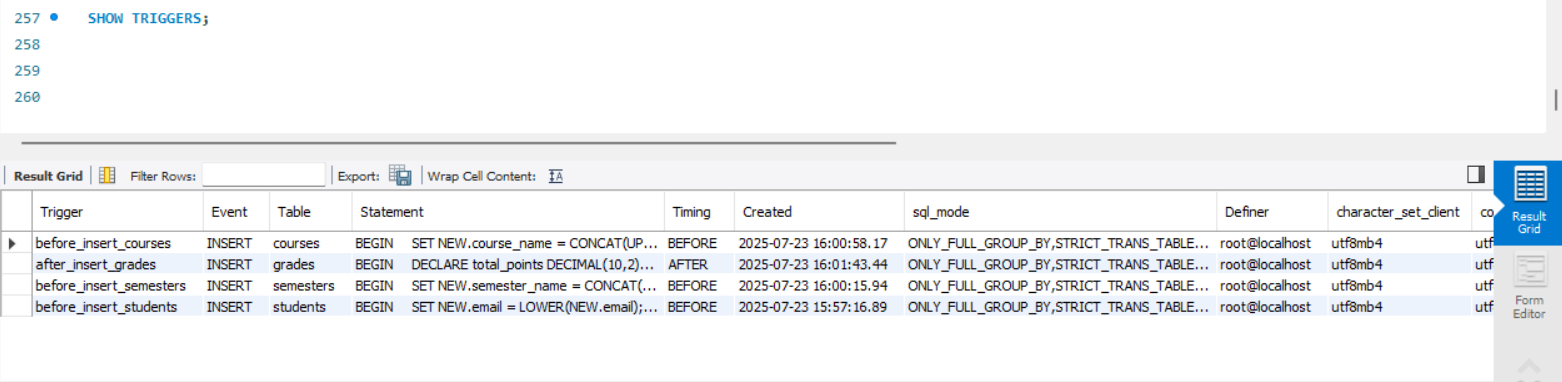 257 SHOW TRIGGERS;
258
259
260
Result Grid Filter Rows: Export: Wrap Cell Content: IA
Trigger Event Table Statement Timing Created sql_mode Definer character_set_client co
before_insert_courses INSERT courses BEGIN SET NEW.course_name = CONCAT(UP... BEFORE 2025-07-23 16:00:58.17 ONLY_FULL_GROUP_BY,STRICT_TRANS_TABLE... root@localhost utf8mb4 utf
after_insert_grades INSERT grades BEGIN DECLARE total_points DECIMAL(10,2)... AFTER 2025-07-23 16:01:43.44 ONLY_FULL_GROUP_BY,STRICT_TRANS_TABLE... root@localhost utf8mb4 utf
before_insert_semesters INSERT semesters BEGIN SET NEW.semester_name = CONCAT(... BEFORE 2025-07-23 16:00:15.94 ONLY_FULL_GROUP_BY,STRICT_TRANS_TABLE... root@localhost utf8mb4 utf
before_insert_students INSERT students BEGIN SET NEW.email = LOWER(NEW.email);... BEFORE 2025-07-23 15:57:16.89 ONLY_FULL_GROUP_BY,STRICT_TRANS_TABLE... root@localhost utf8mb4 utf
Result
Grid
Form
Editor